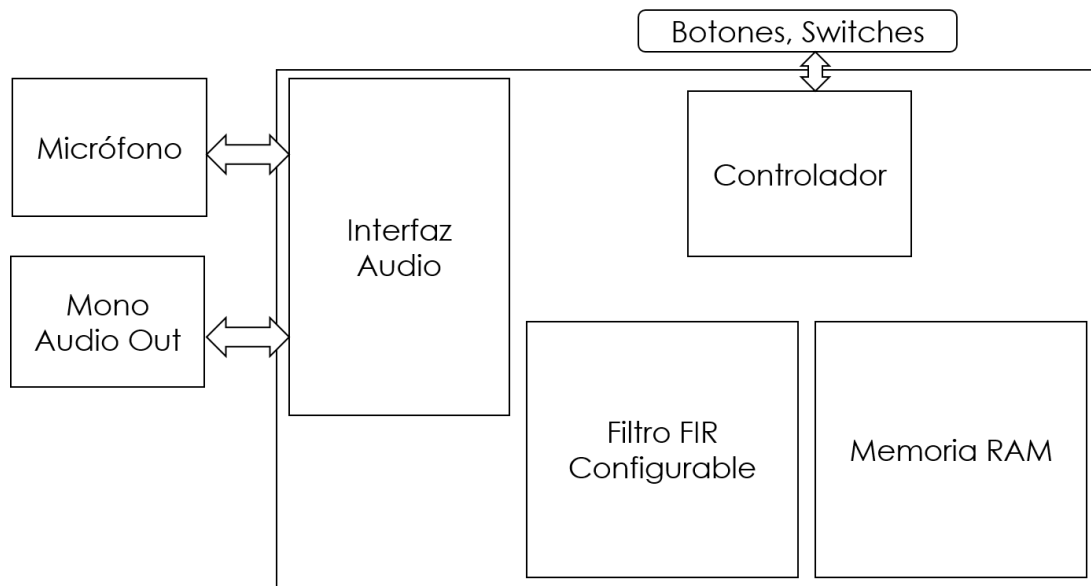 Botones, Switches
Micrófono
Controlador
Interfaz
Audio
Mono
Audio Out
Filtro FIR
Configurable
Memoria RAM